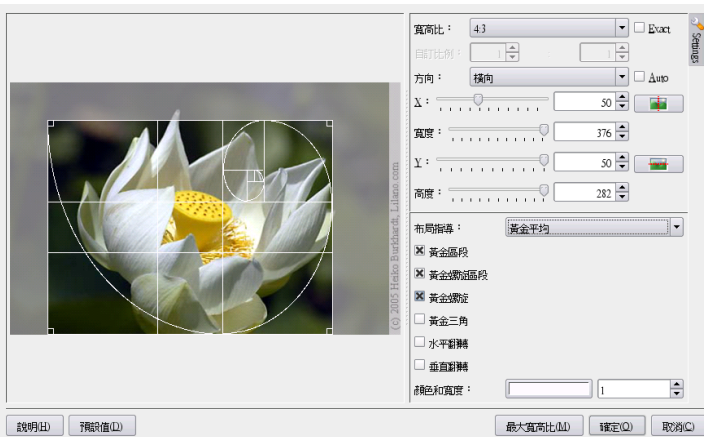 寬高比： 4:3 Exact
自訂比例： 1 1
方向： 橫向 Auto
X： 50
寬度： 376
Y： 50
高度： 282
Settings
(c) 2005 Heiko Burkhardt, Lilano.com
布局指導： 黃金平均
黃金區段
黃金螺旋區段
黃金螺旋
黃金三角
水平翻轉
垂直翻轉
顏色和寬度： 1
說明(H) 預設值(D) 最大寬高比(M) 確定(O) 取消(C)